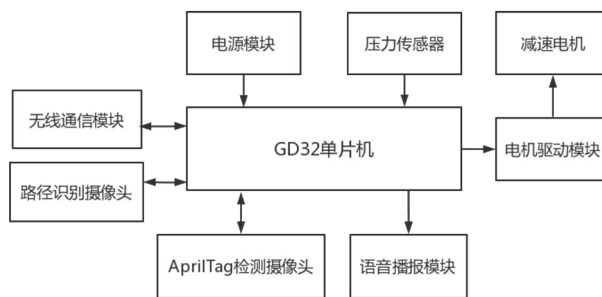 电源模块
压力传感器
减速电机
无线通信模块
GD32单片机
电机驱动模块
路径识别摄像头
AprilTag检测摄像头
语音播报模块